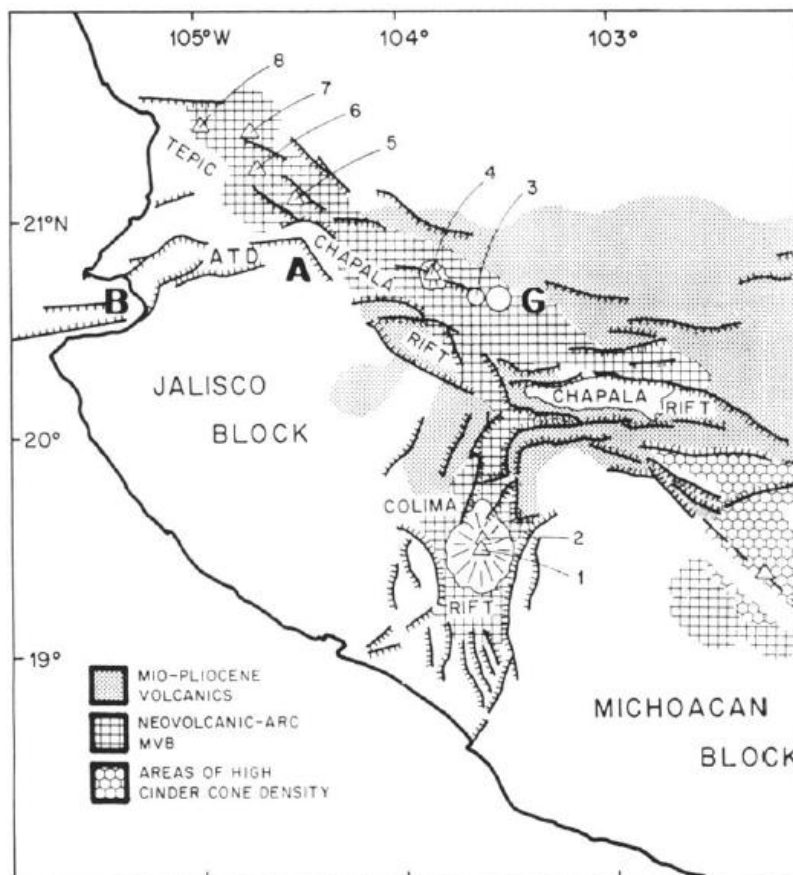 105°W 104° 103°
8
7
6
5
TEPIC
4
3
21°N
CHAPALA
ATD
A
B
G
RIFT
JALISCO
BLOCK
CHAPALA
RIFT
20°
COLIMA
2
1
RIFT
19°
MIO-PLIOCENE
VOLCANICS
NEOVOLCANIC-ARC
MVB
AREAS OF HIGH
CINDER CONE DENSITY
MICHOACAN
BLOCK